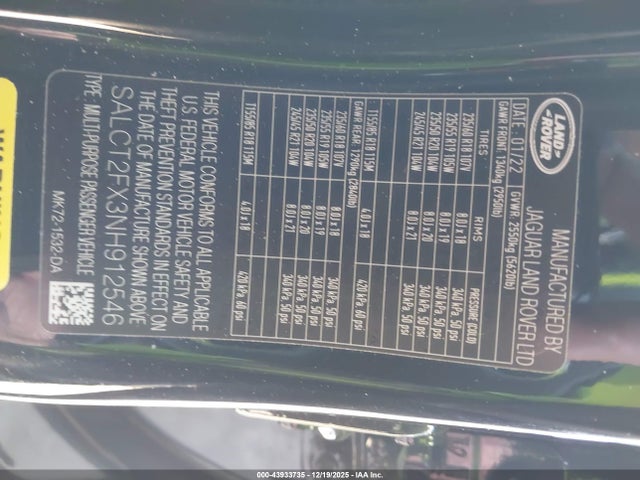 LAND-
ROVER
MANUFACTURED BY
JAGUAR LAND ROVER LTD
DATE: 01/22 GVWR: 2550kg (5620lb)
GAWR FRONT: 1340kg (2950lb)
TIRES RIMS PRESSURE (COLD)
235/60 R18 107V 8.0J x 18 340 kPa, 50 psi
235/55 R19 105W 8.0J x 19 340 kPa, 50 psi
235/50 R20 104W 8.0J x 20 340 kPa, 50 psi
245/45 R21 104W 8.0J x 21 340 kPa, 50 psi
T155/85 R18 115M 4.0J x 18 420 kPa, 60 psi
GAWR REAR: 1290kg (2840lb)
235/60 R18 107V 8.0J x 18 340 kPa, 50 psi
235/55 R19 105W 8.0J x 19 340 kPa, 50 psi
235/50 R20 104W 8.0J x 20 340 kPa, 50 psi
245/45 R21 104W 8.0J x 21 340 kPa, 50 psi
T155/85 R18 115M 4.0J x 18 420 kPa, 60 psi
THIS VEHICLE CONFORMS TO ALL APPLICABLE
U.S. FEDERAL MOTOR VEHICLE SAFETY AND
THEFT PREVENTION STANDARDS IN EFFECT ON
THE DATE OF MANUFACTURE SHOWN ABOVE
SALCT2FX3NH912546
TYPE: MULTI PURPOSE PASSENGER VEHICLE
MK72-1532-DA
000-43933735 - 12/19/2025 - IAA Inc.